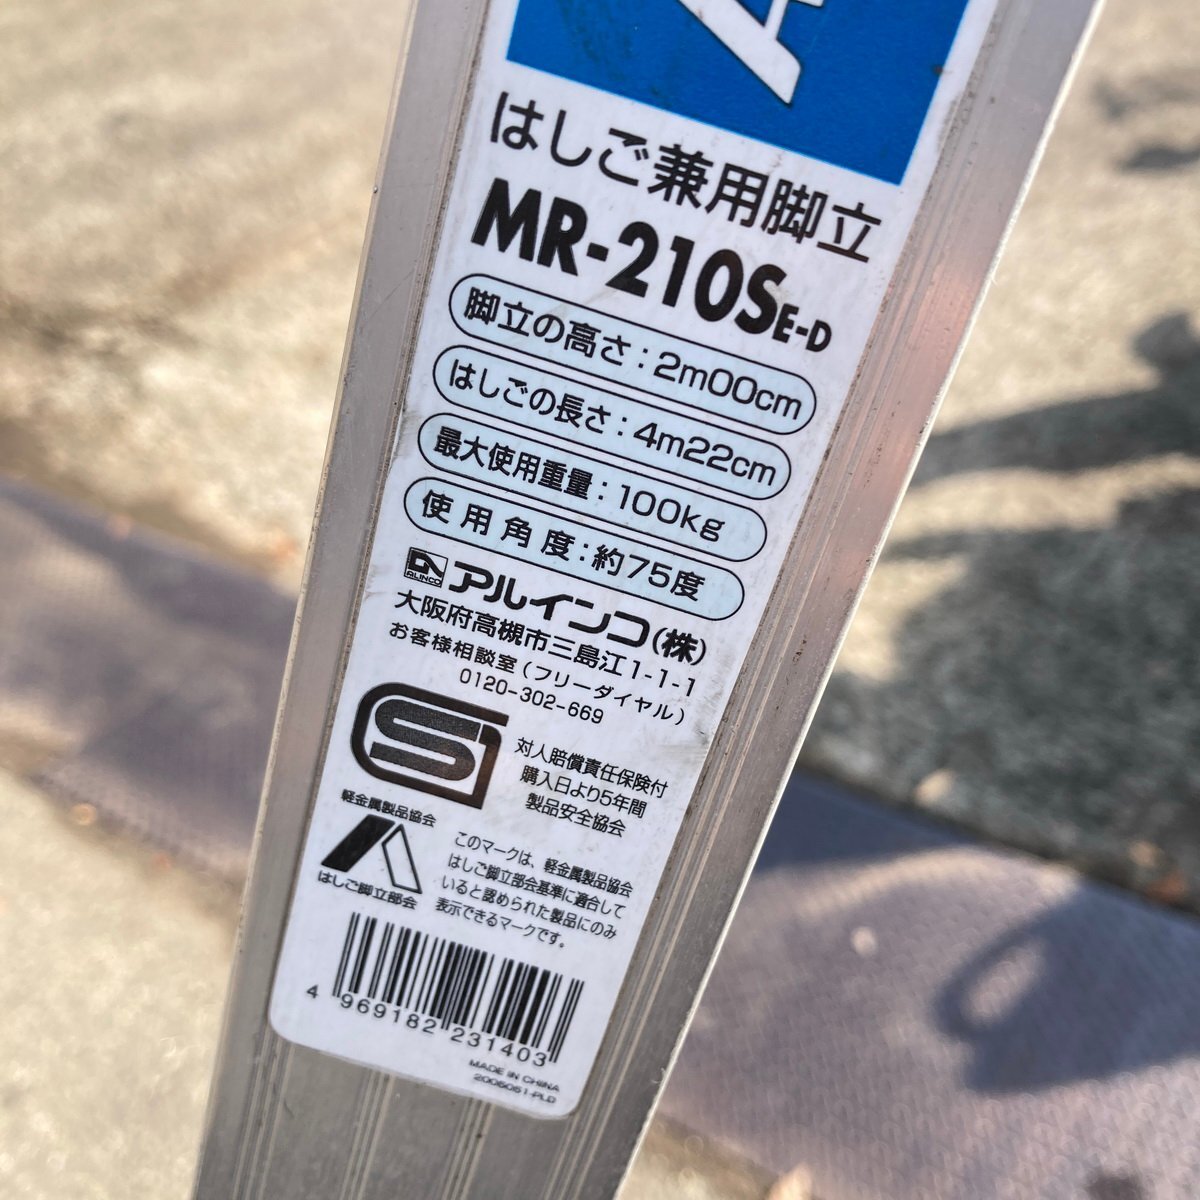 はしご兼用脚立
MR-210SE-D
脚立の高さ：2m00cm
はしごの長さ：4m22cm
最大使用重量：100kg
使用角度：約75度
ALINCO アルインコ(株)
大阪府高槻市三島江1-1-1
お客様相談室(フリーダイヤル)
0120-302-669
対人賠償責任保険付
購入日より5年間
製品安全協会
軽金属製品協会
はしご脚立部会
このマークは、軽金属製品協会
はしご脚立部会基準に適合して
いると認められた製品にのみ
表示できるマークです。
4 969182 231403
MADE IN CHINA